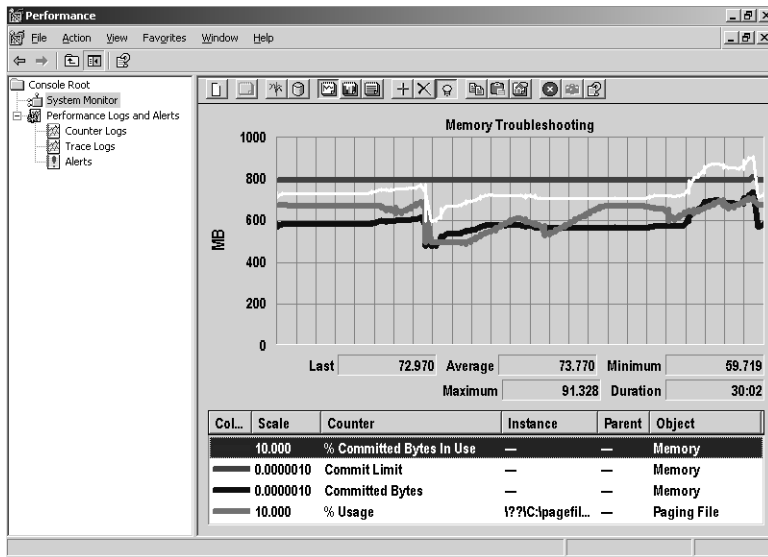 Performance
File Action View Favorites Window Help
Console Root
System Monitor
Performance Logs and Alerts
Counter Logs
Trace Logs
Alerts
Memory Troubleshooting
1000
800
600
400
200
0
MB
Last 72.970 Average 73.770 Minimum 59.719
Maximum 91.328 Duration 30:02
Col... Scale Counter Instance Parent Object
10.000 % Committed Bytes In Use — — Memory
0.0000010 Commit Limit — — Memory
0.0000010 Committed Bytes — — Memory
10.000 % Usage \??\C:\pagefil... — Paging File